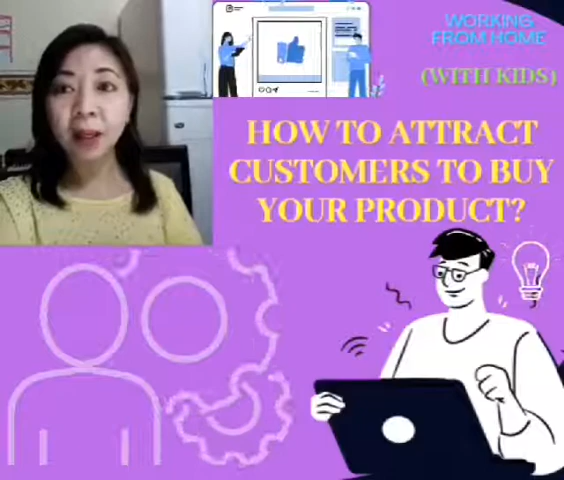 WORKING
FROM HOME
(WITH KIDS)
HOW TO ATTRACT
CUSTOMERS TO BUY
YOUR PRODUCT?